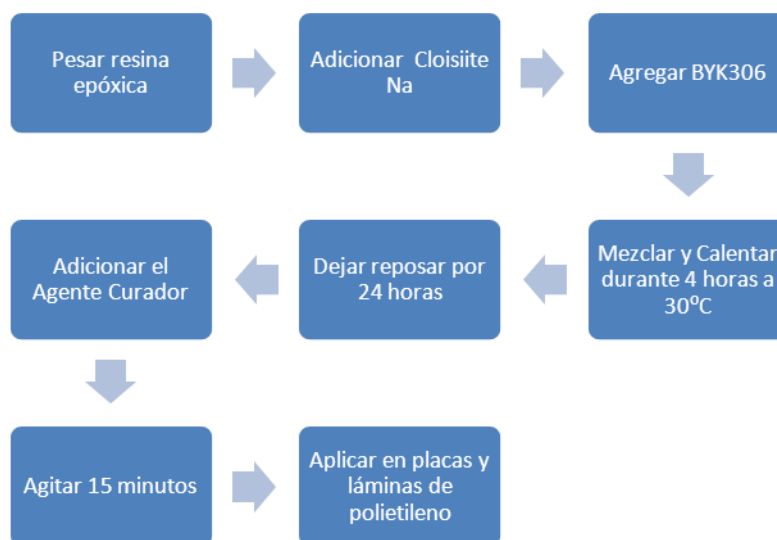 Pesar resina
epóxica
Adicionar Cloisiite
Na
Agregar BYK306
Mezclar y Calentar
durante 4 horas a
30⁰C
Dejar reposar por
24 horas
Adicionar el
Agente Curador
Agitar 15 minutos
Aplicar en placas y
láminas de
polietileno